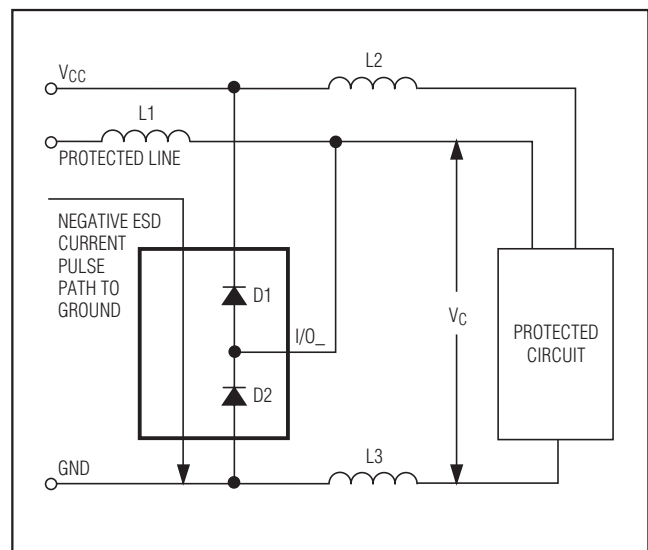 VCC
L2
L1
PROTECTED LINE
NEGATIVE ESD
CURRENT
PULSE
PATH TO
GROUND
D1
I/O_
VC
PROTECTED
CIRCUIT
D2
GND
L3